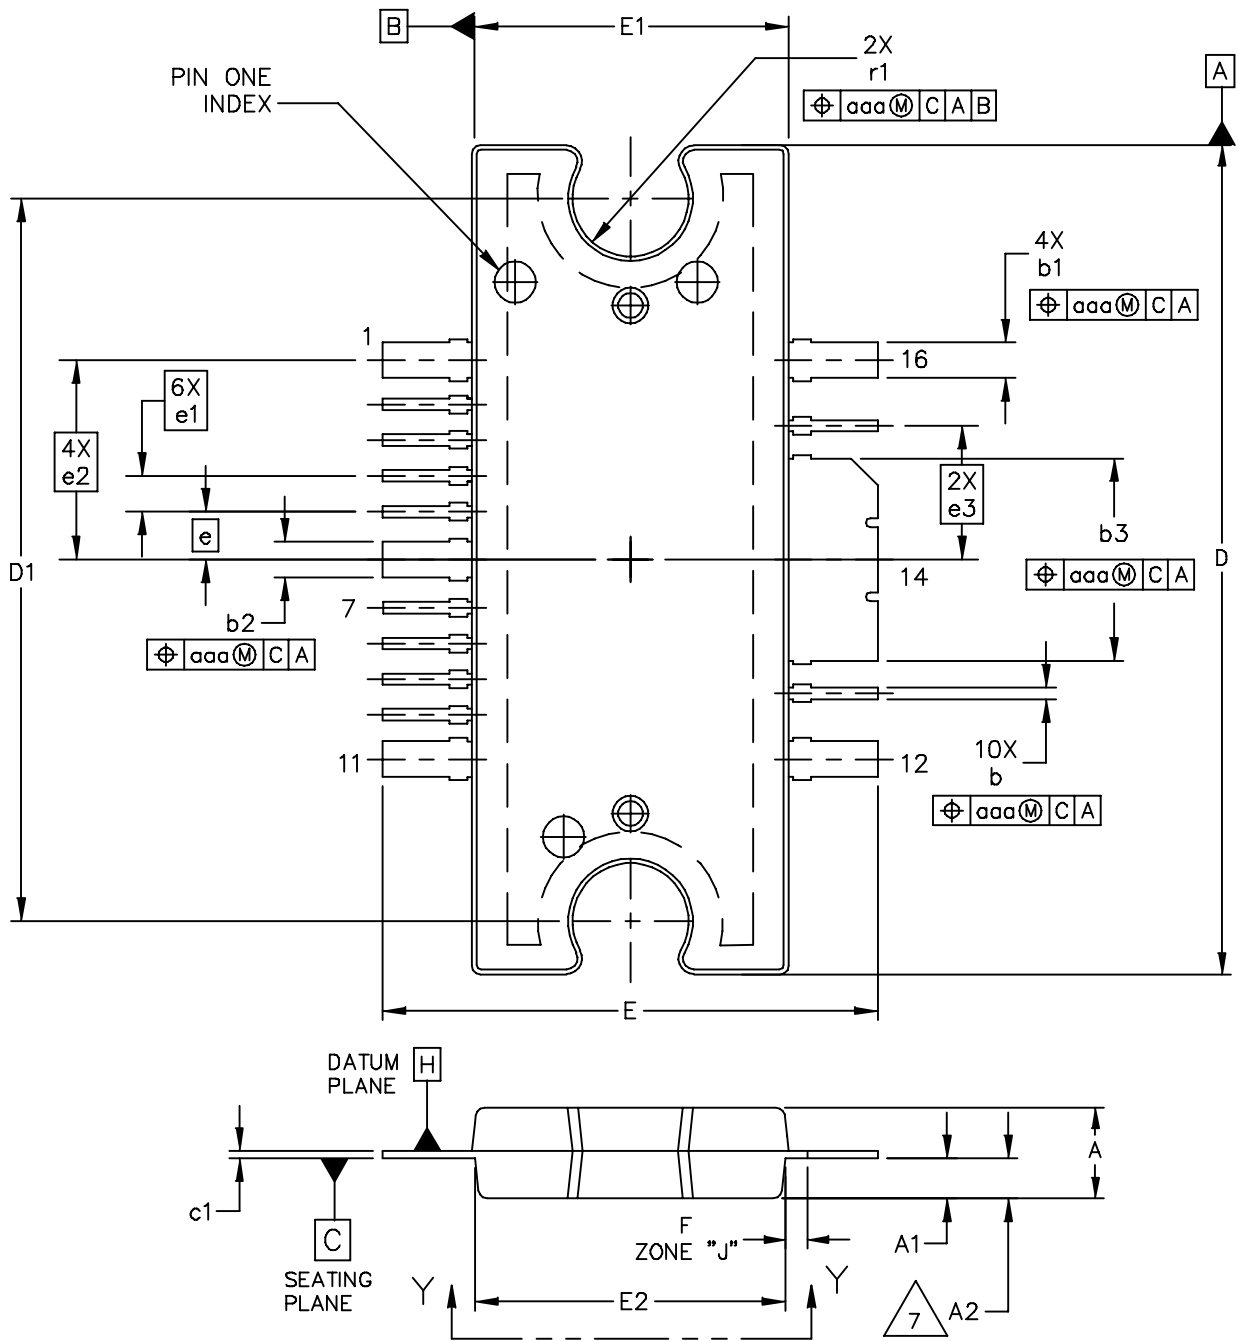 B
E1
2X
r1
⌖ aaa Ⓜ C A B
A
PIN ONE
INDEX
4X
b1
⌖ aaa Ⓜ C A
1
16
6X
e1
4X
e2
2X
e3
e
b3
⌖ aaa Ⓜ C A
D1
D
14
7
b2
⌖ aaa Ⓜ C A
11
12
10X
b
⌖ aaa Ⓜ C A
E
DATUM
PLANE
H
A
c1
C
SEATING
PLANE
F
ZONE "J"
A1
Y
Y
E2
7
A2